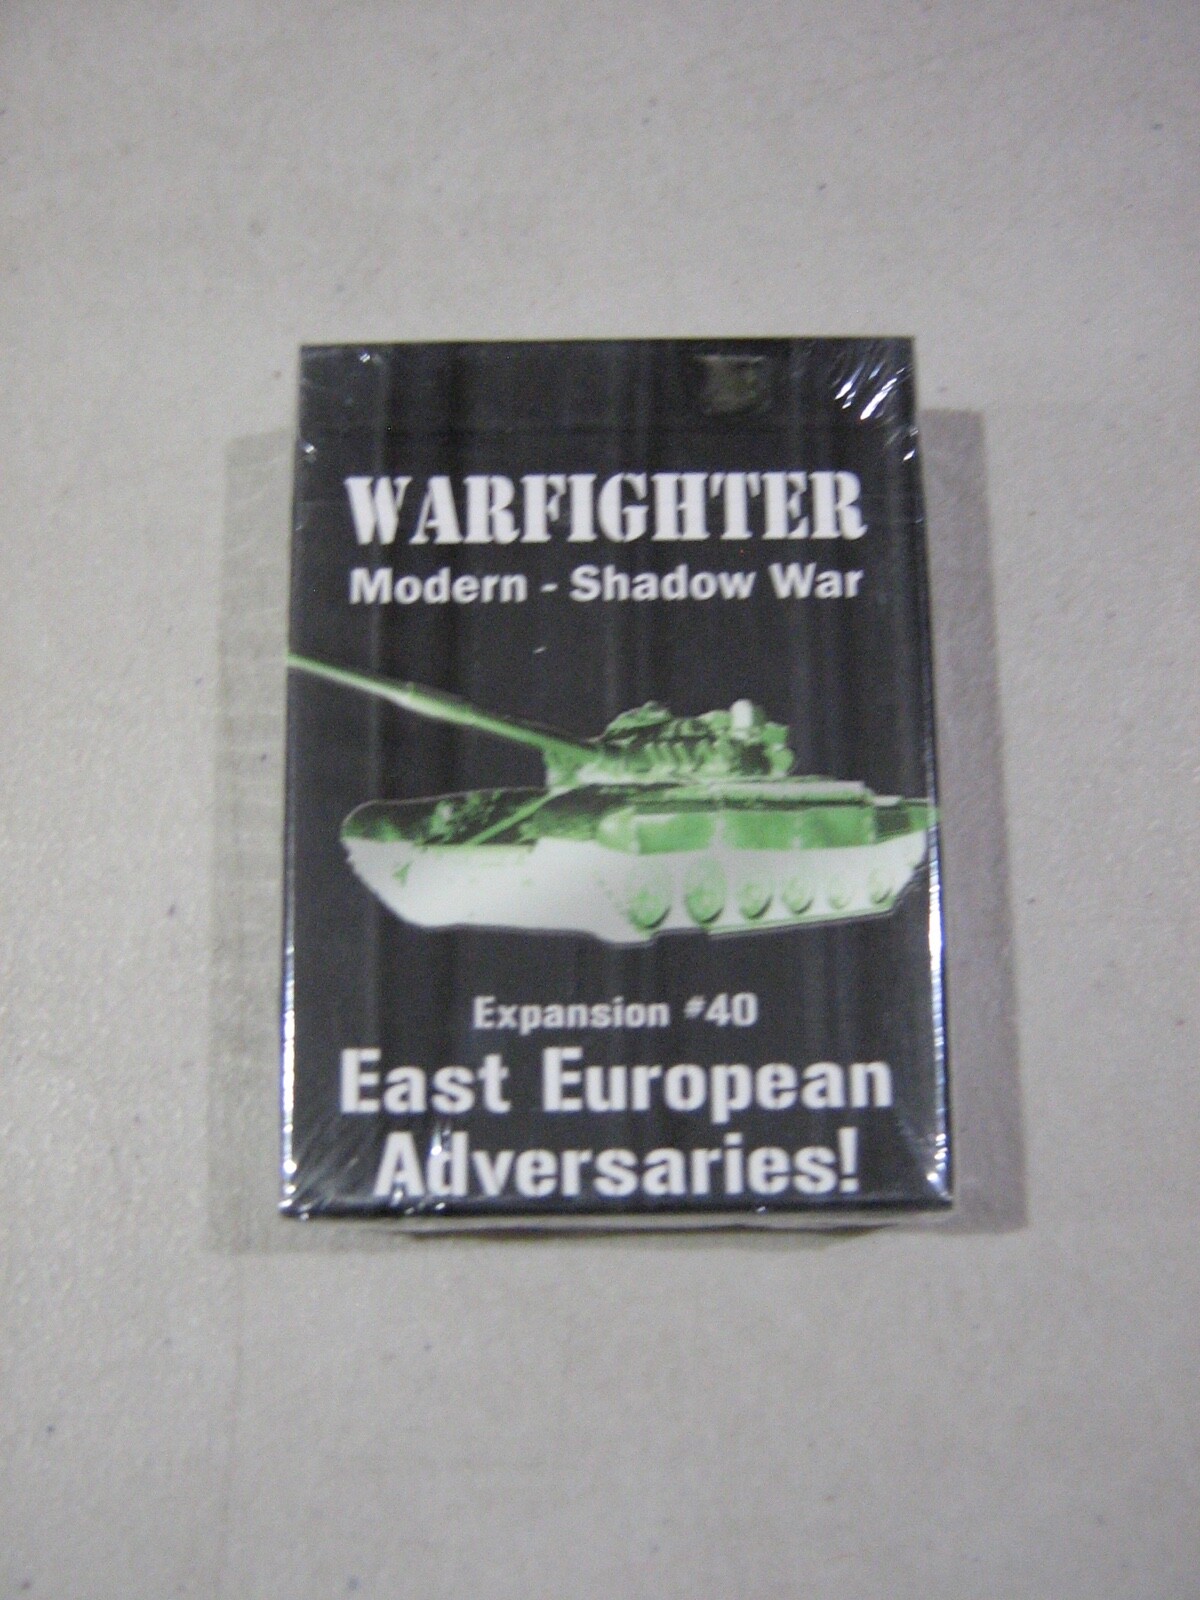 WARFIGHTER
Modern - Shadow War
Expansion #40
East European
Adversaries!